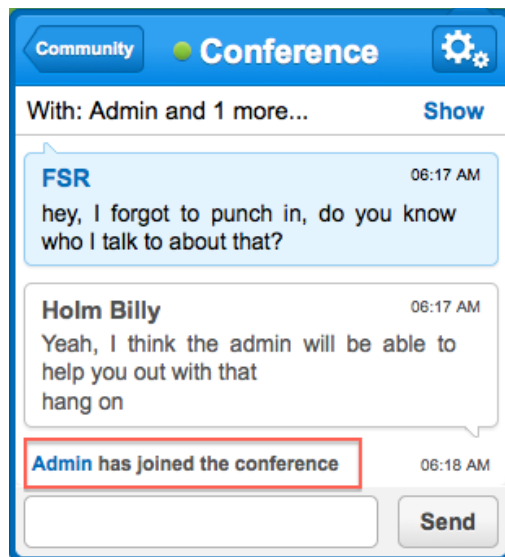 Community
Conference
With: Admin and 1 more...
Show
FSR
06:17 AM
hey, I forgot to punch in, do you know
who I talk to about that?
Holm Billy
06:17 AM
Yeah, I think the admin will be able to
help you out with that
hang on
Admin has joined the conference
06:18 AM
Send